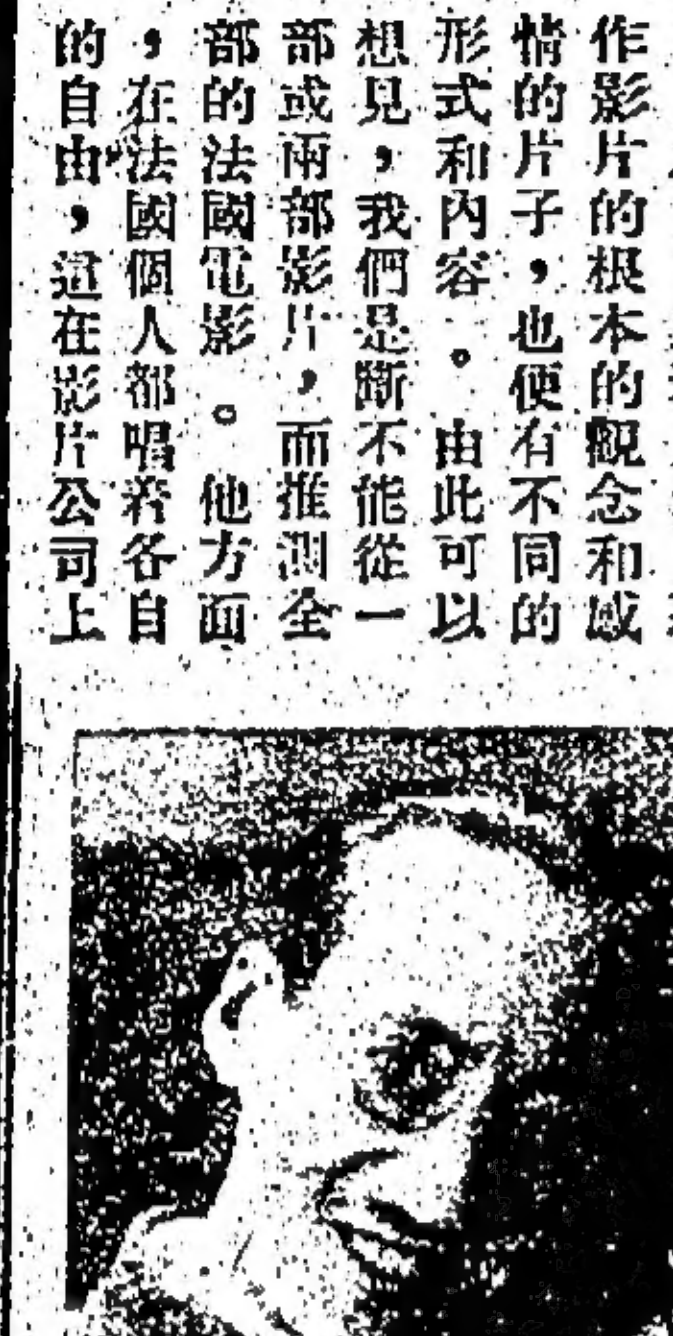 作影片的根本的觀念和感
情的片子，也便有不同的
形式和內容。由此可以
想見，我們是斷不能從一
部或兩部影片，而推測全
部的法國電影。他方面
，在法國個人都唱着各自
的自由，這在影片公司上